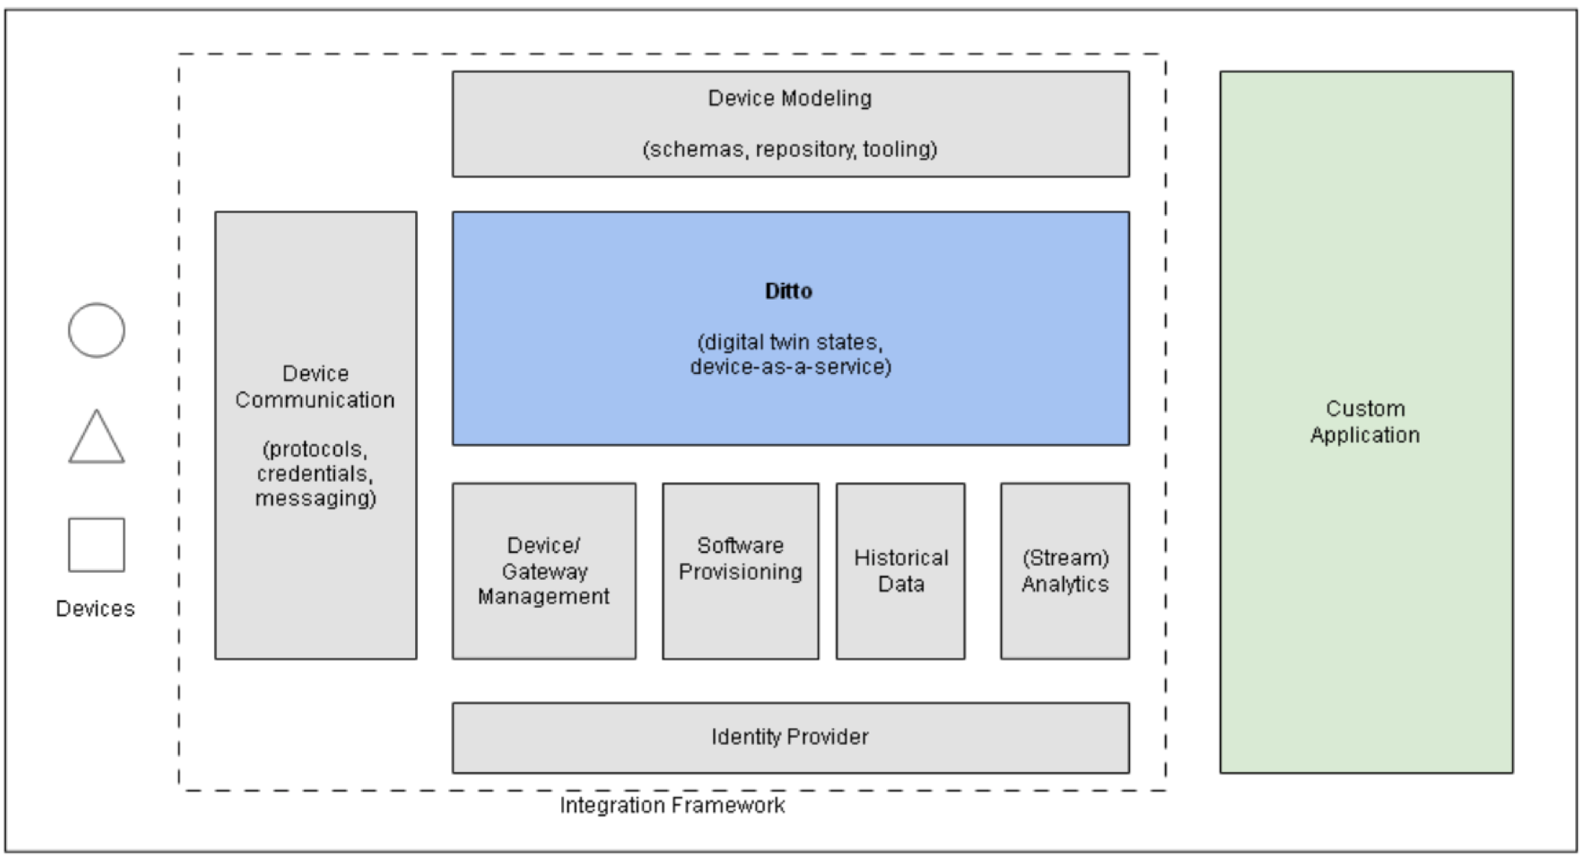 Device Modeling
(schemas, repository, tooling)
Ditto
(digital twin states,
device-as-a-service)
Device
Communication
(protocols,
credentials,
messaging)
Devices
Device/
Gateway
Management
Software
Provisioning
Historical
Data
(Stream)
Analytics
Identity Provider
Integration Framework
Custom
Application